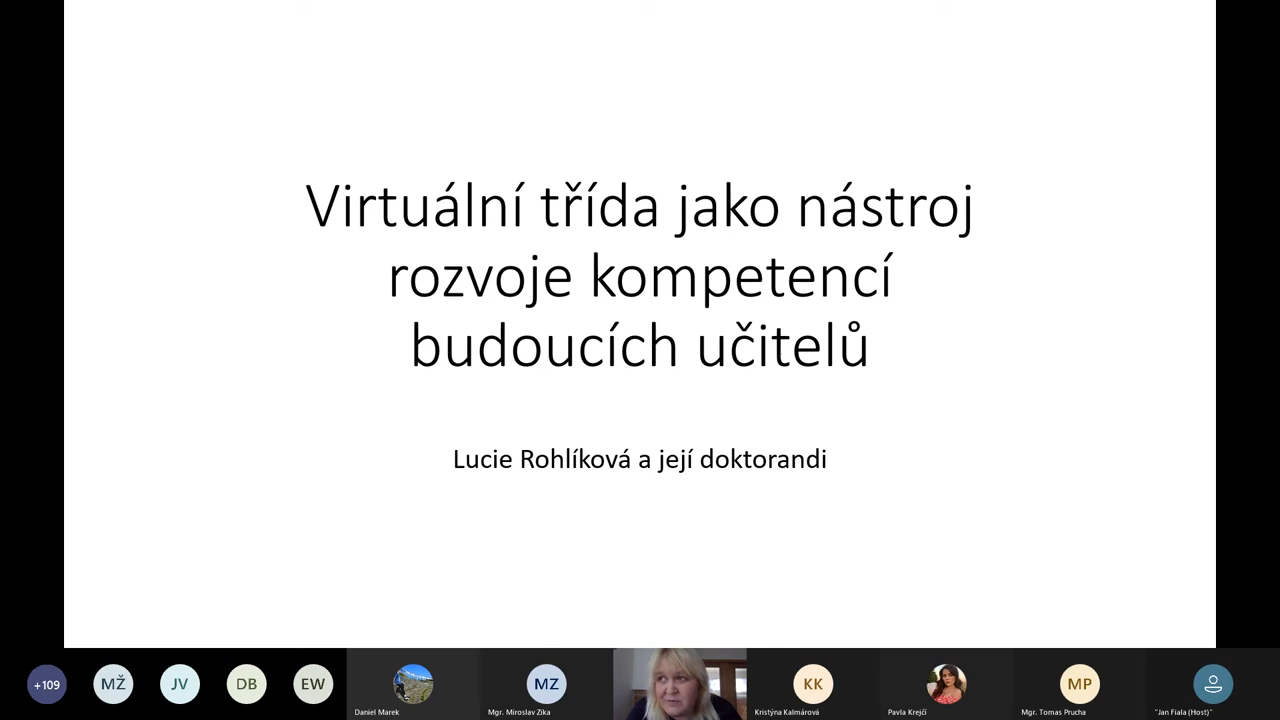 Virtuální třída jako nástroj
rozvoje kompetencí
budoucích učitelů
Lucie Rohlíková a její doktorandi
+109
MŽ
JV
DB
EW
Daniel Marek
MZ
Mgr. Miroslav Zika
KK
Kristýna Kalmárová
Pavla Krejčí
MP
Mgr. Tomas Prucha
"Jan Fiala (Host)"